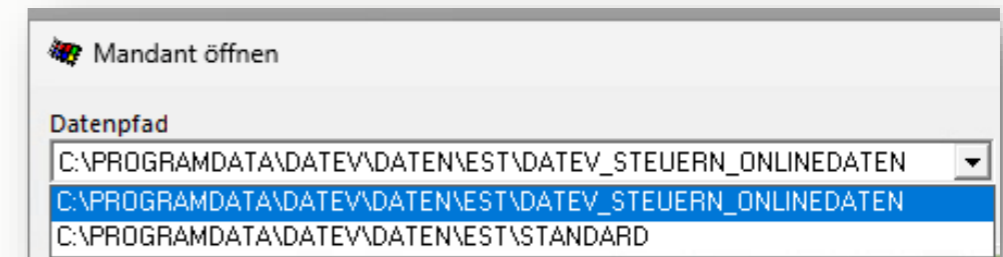 Mandant öffnen
Datenpfad
C:\PROGRAMDATA\DATEV\DATEN\EST\DATEV_STEUERN_ONLINEDATEN
C:\PROGRAMDATA\DATEV\DATEN\EST\DATEV_STEUERN_ONLINEDATEN
C:\PROGRAMDATA\DATEV\DATEN\EST\STANDARD